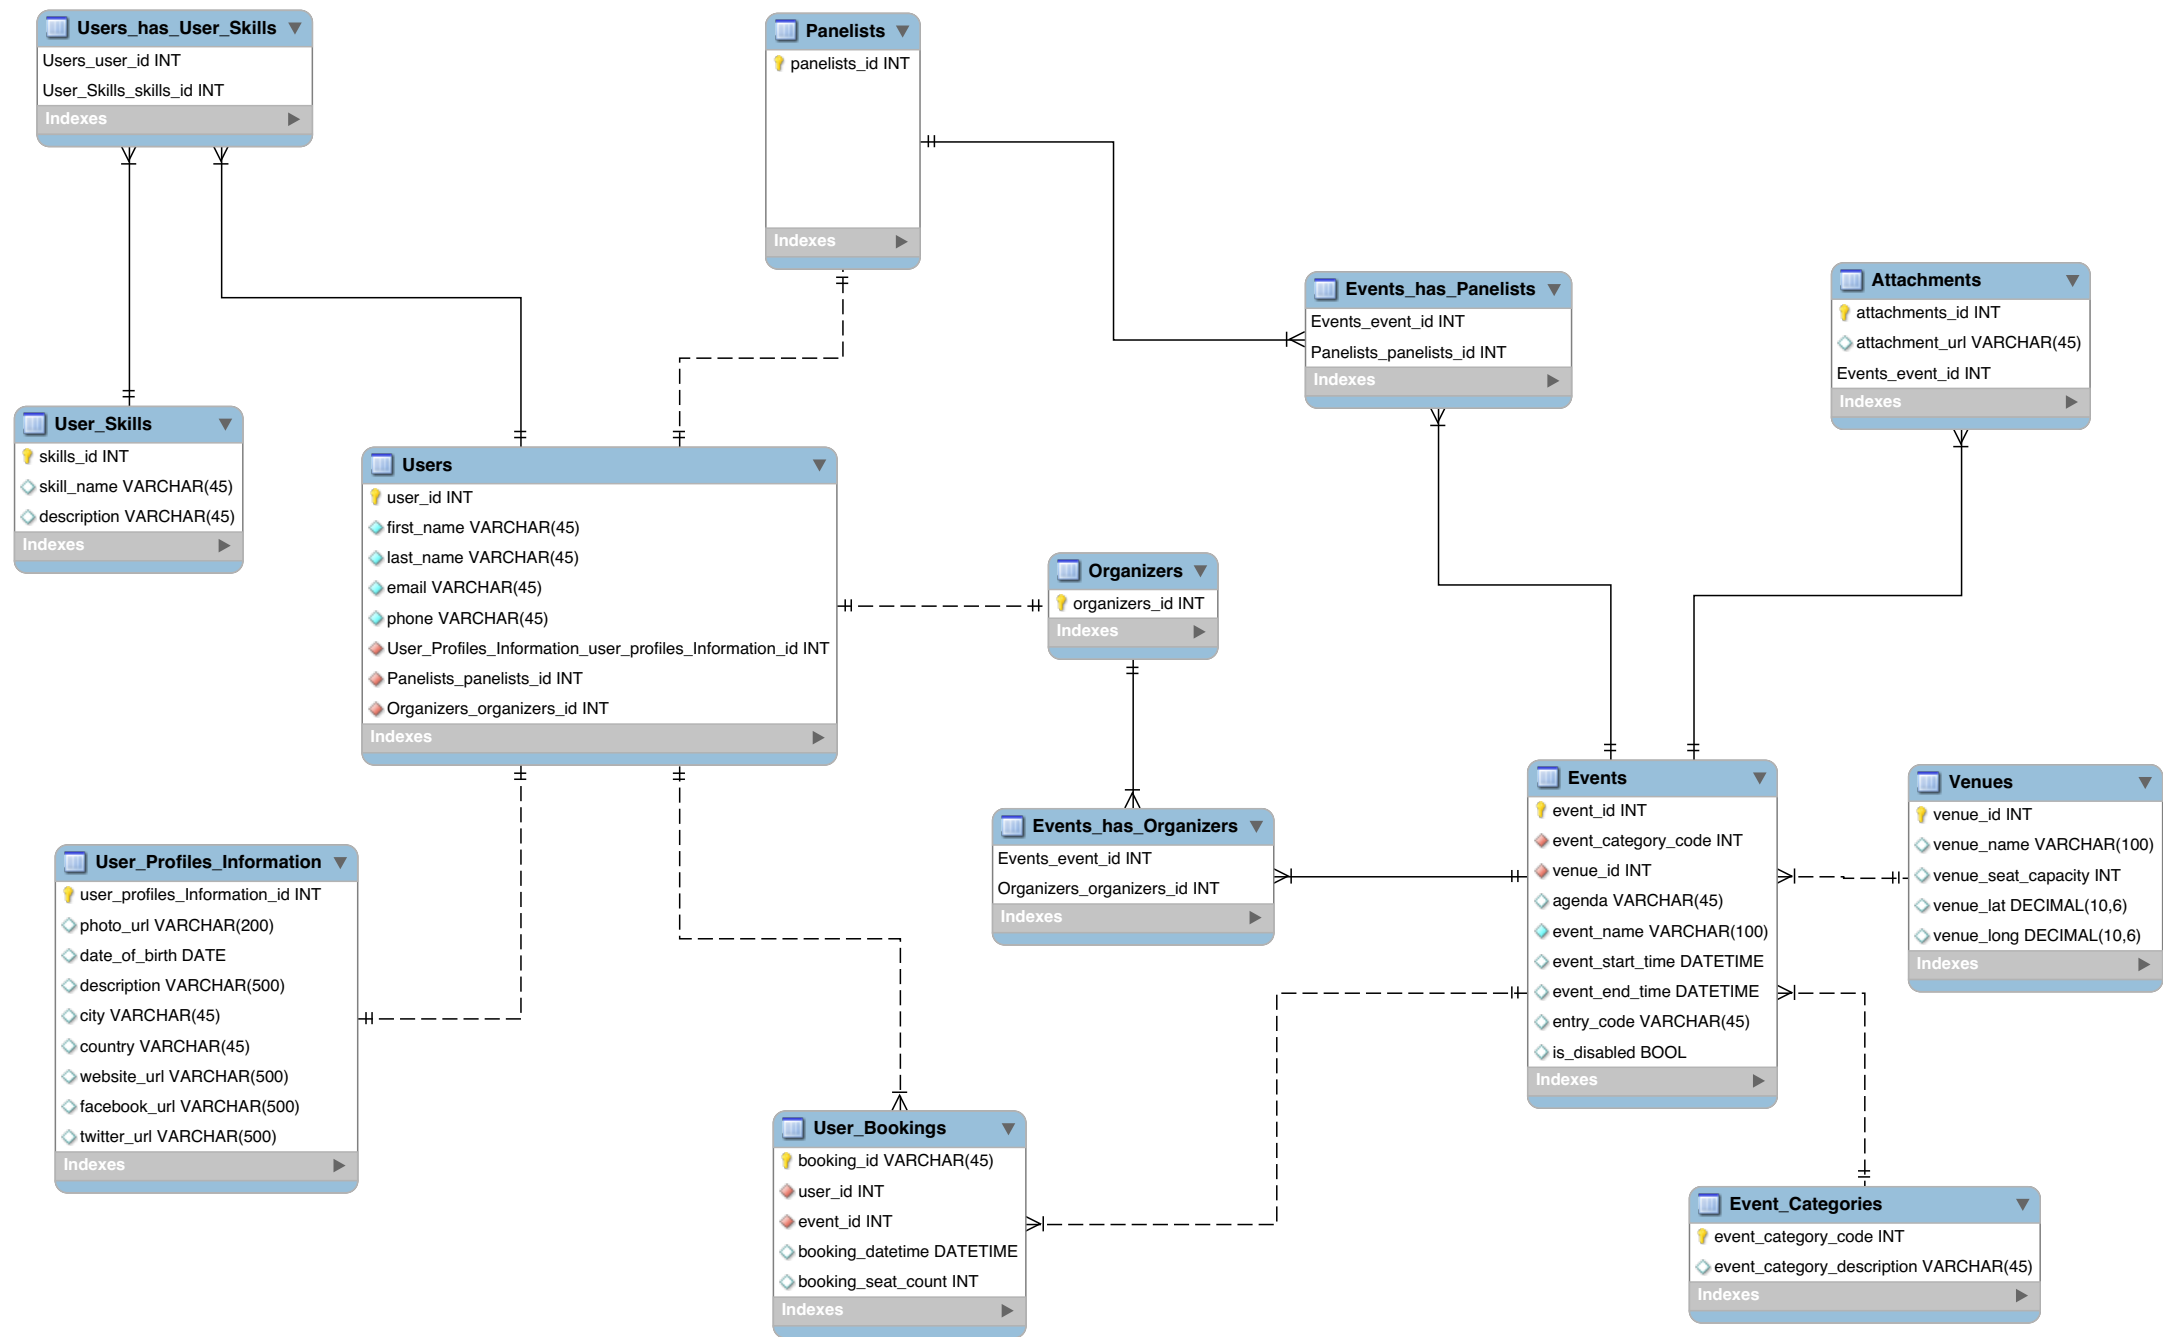 Users_has_User_Skills
Users_user_id INT
User_Skills_skills_id INT
Indexes
Panelists
panelists_id INT
Indexes
Events_has_Panelists
Events_event_id INT
Panelists_panelists_id INT
Indexes
Attachments
attachments_id INT
attachment_url VARCHAR(45)
Events_event_id INT
Indexes
User_Skills
skills_id INT
skill_name VARCHAR(45)
description VARCHAR(45)
Indexes
Users
user_id INT
first_name VARCHAR(45)
last_name VARCHAR(45)
email VARCHAR(45)
phone VARCHAR(45)
User_Profiles_Information_user_profiles_Information_id INT
Panelists_panelists_id INT
Organizers_organizers_id INT
Indexes
Organizers
organizers_id INT
Indexes
Events_has_Organizers
Events_event_id INT
Organizers_organizers_id INT
Indexes
Events
event_id INT
event_category_code INT
venue_id INT
agenda VARCHAR(45)
event_name VARCHAR(100)
event_start_time DATETIME
event_end_time DATETIME
entry_code VARCHAR(45)
is_disabled BOOL
Indexes
Venues
venue_id INT
venue_name VARCHAR(100)
venue_seat_capacity INT
venue_lat DECIMAL(10,6)
venue_long DECIMAL(10,6)
Indexes
User_Profiles_Information
user_profiles_Information_id INT
photo_url VARCHAR(200)
date_of_birth DATE
description VARCHAR(500)
city VARCHAR(45)
country VARCHAR(45)
website_url VARCHAR(500)
facebook_url VARCHAR(500)
twitter_url VARCHAR(500)
Indexes
User_Bookings
booking_id VARCHAR(45)
user_id INT
event_id INT
booking_datetime DATETIME
booking_seat_count INT
Indexes
Event_Categories
event_category_code INT
event_category_description VARCHAR(45)
Indexes